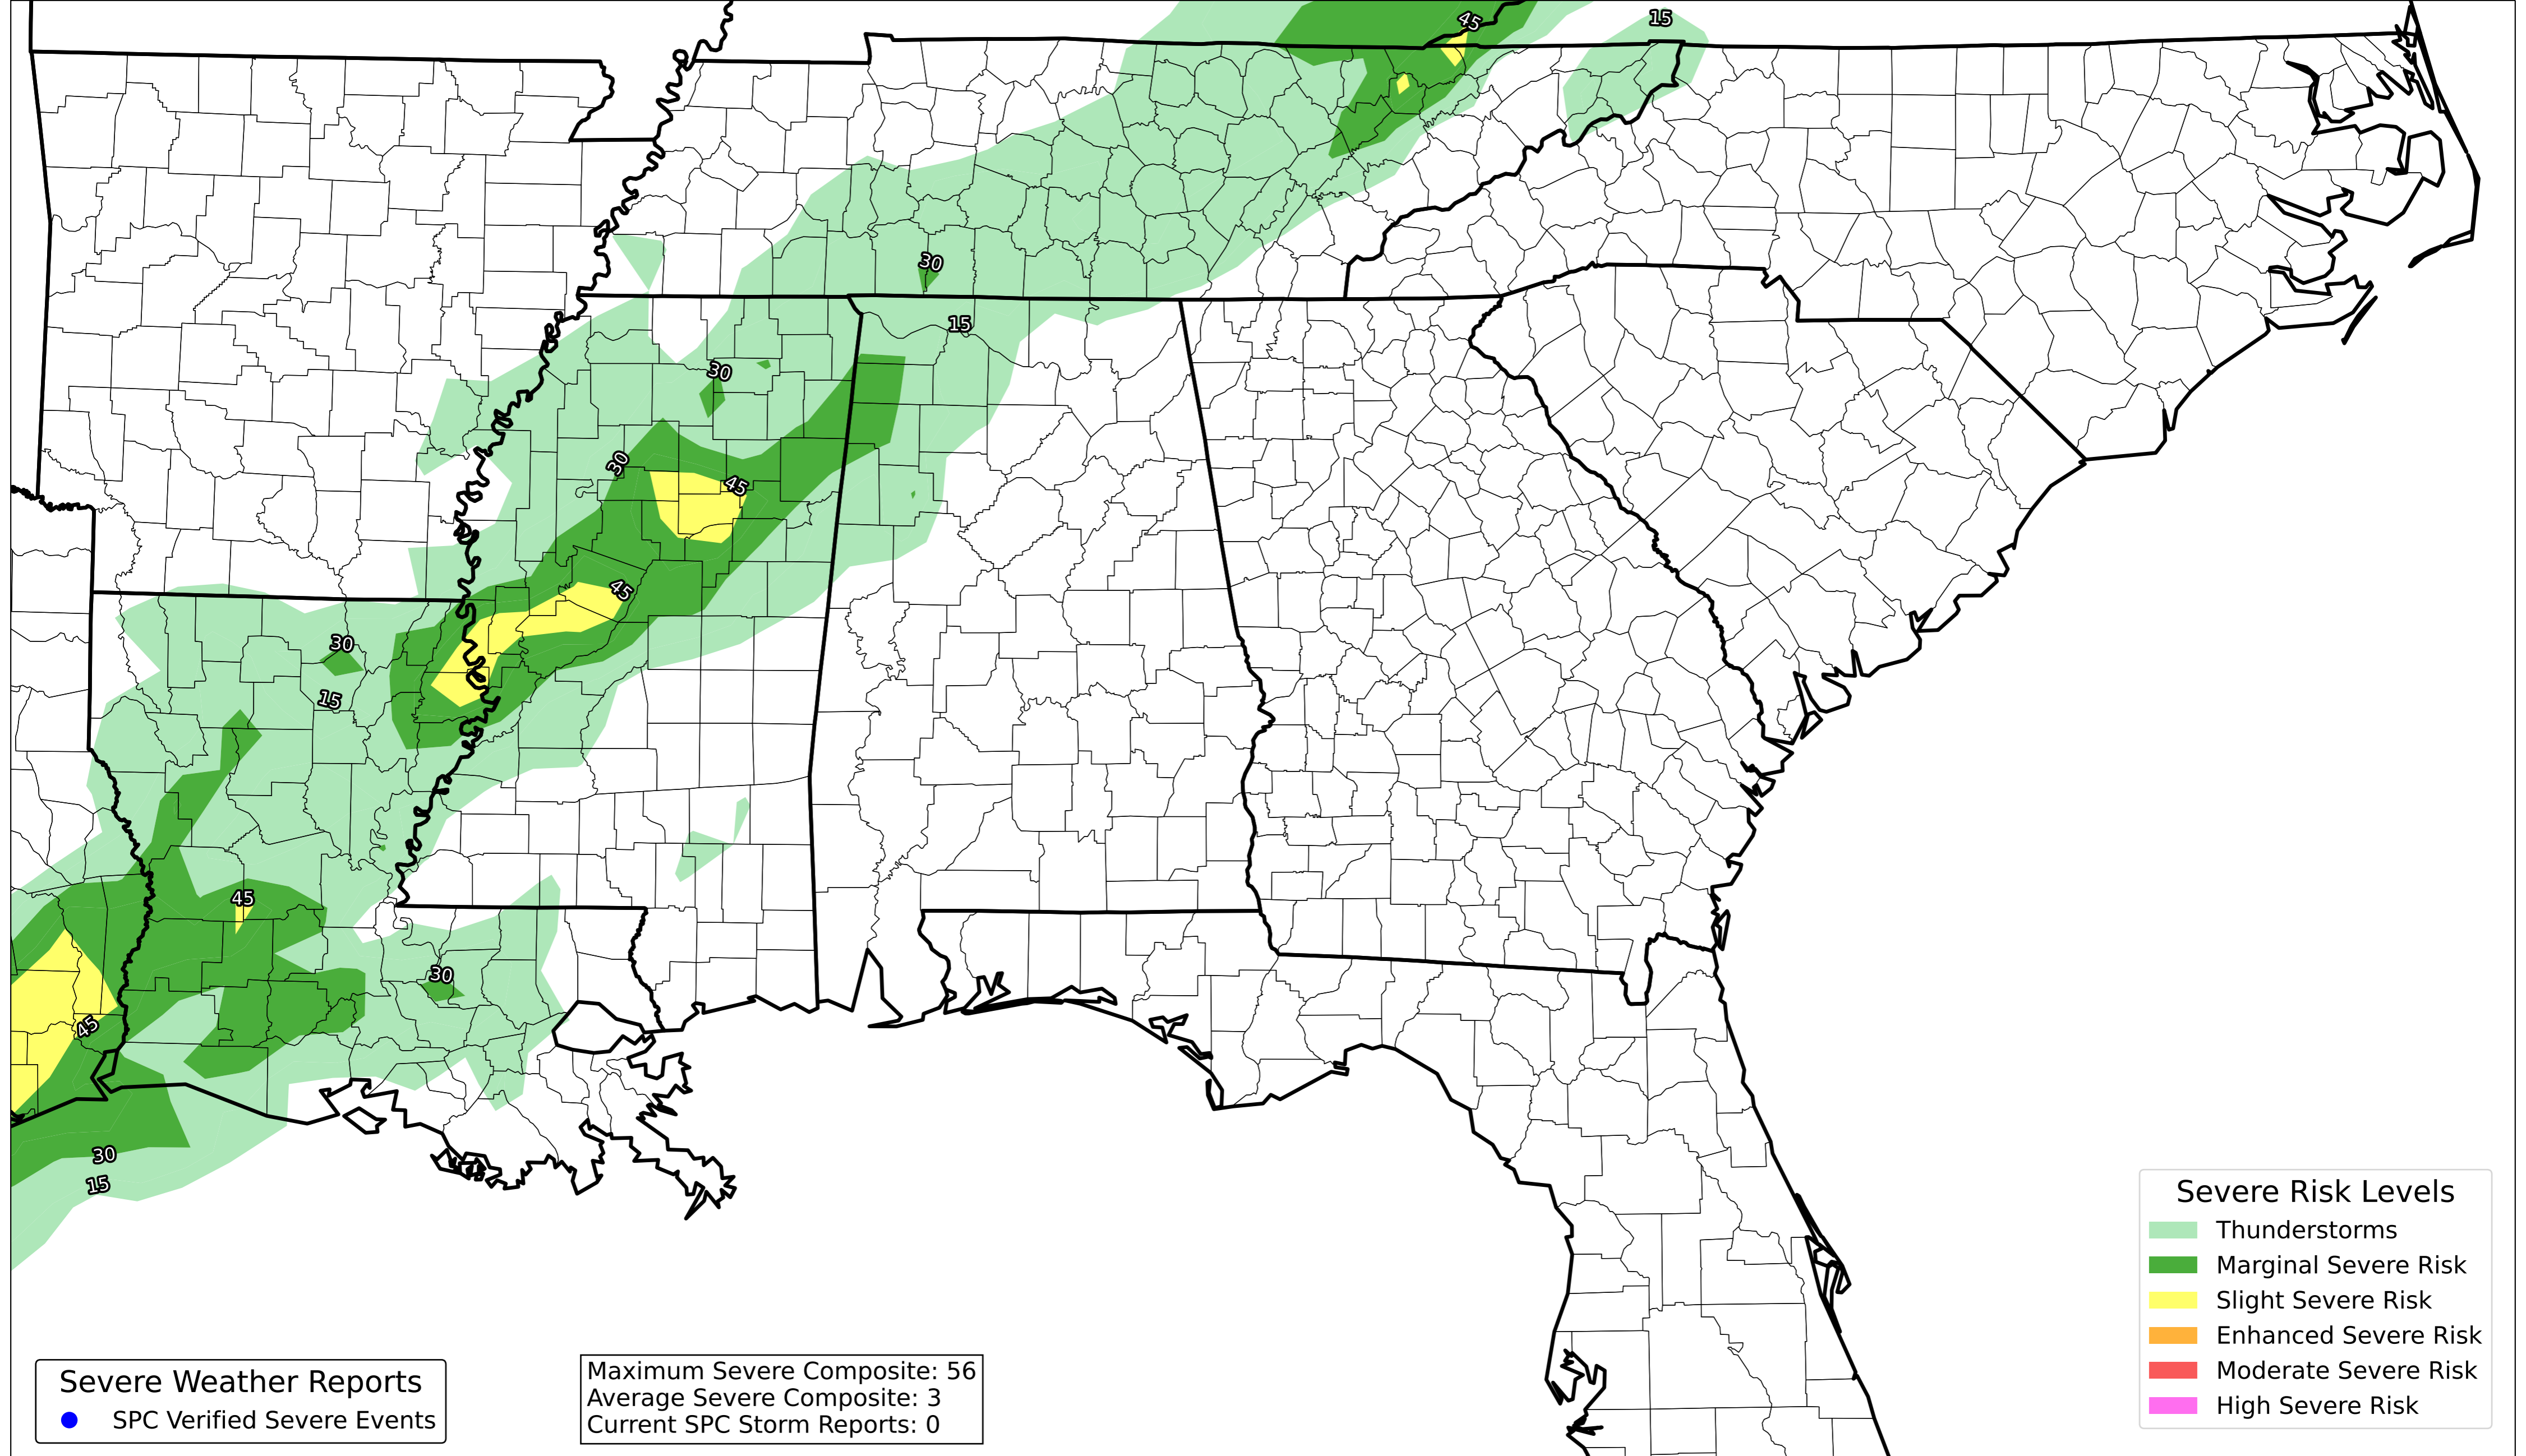 45
15
30
15
30
30
45
45
30
15
45
30
45
30
15
Severe Risk Levels
Thunderstorms
Marginal Severe Risk
Slight Severe Risk
Enhanced Severe Risk
Moderate Severe Risk
High Severe Risk
Severe Weather Reports
SPC Verified Severe Events
Maximum Severe Composite: 56
Average Severe Composite: 3
Current SPC Storm Reports: 0